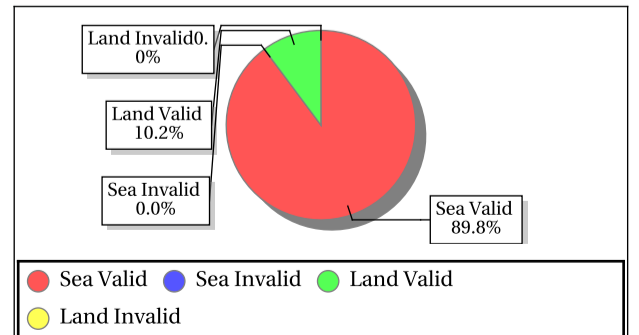 Land Invalid0.
0%
Land Valid
10.2%
Sea Invalid
0.0%
Sea Valid
89.8%
Sea Valid Sea Invalid Land Valid
Land Invalid